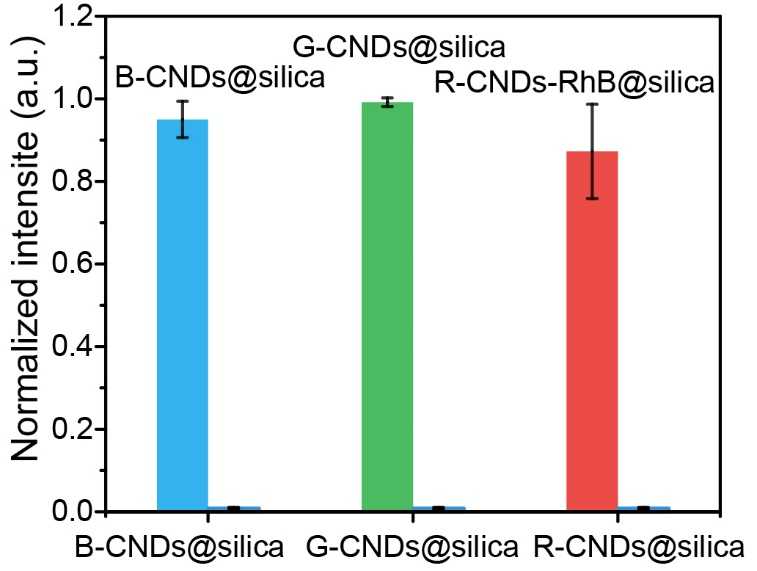 Normalized intensite (a.u.)
1.2
1.0
0.8
0.6
0.4
0.2
0.0
G-CNDs@silica
B-CNDs@silica
R-CNDs-RhB@silica
B-CNDs@silica
G-CNDs@silica
R-CNDs@silica